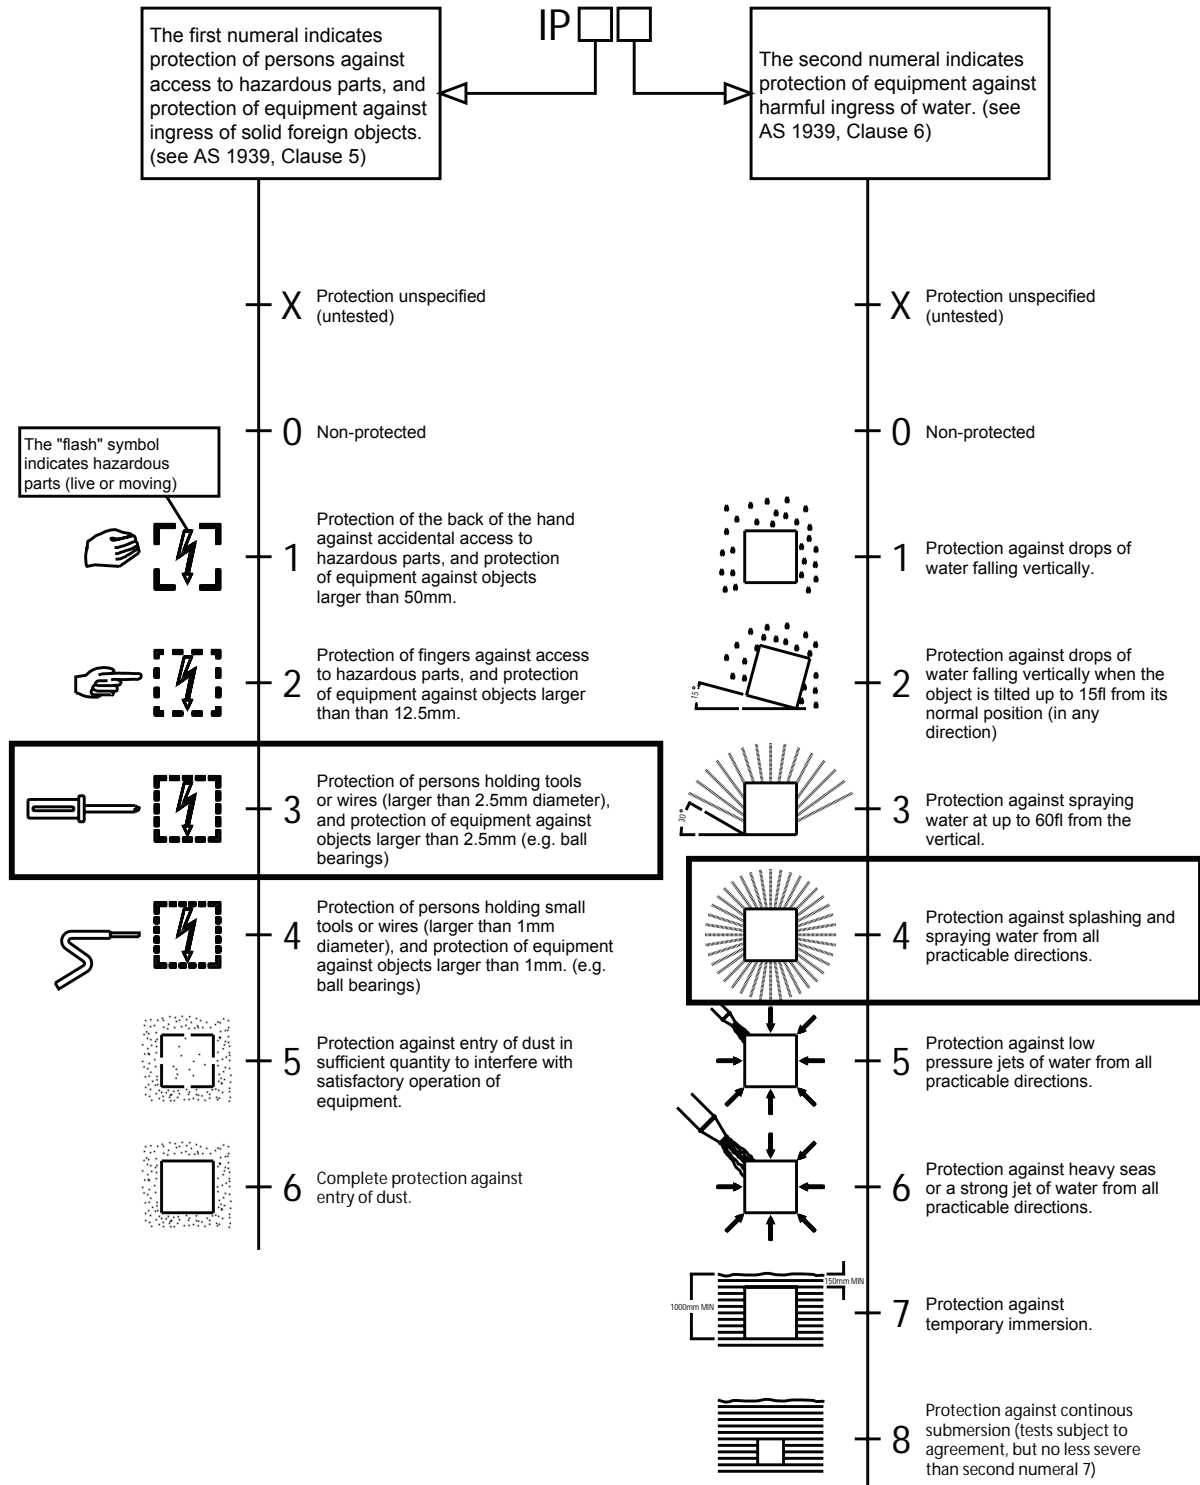 IP
The first numeral indicates
protection of persons against
access to hazardous parts, and
protection of equipment against
ingress of solid foreign objects.
(see AS 1939, Clause 5)
The second numeral indicates
protection of equipment against
harmful ingress of water. (see
AS 1939, Clause 6)
X
Protection unspecified
(untested)
0
Non-protected
The "flash" symbol
indicates hazardous
parts (live or moving)
1
Protection of the back of the hand
against accidental access to
hazardous parts, and protection
of equipment against objects
larger than 50mm.
2
Protection of fingers against access
to hazardous parts, and protection
of equipment against objects larger
than than 12.5mm.
3
Protection of persons holding tools
or wires (larger than 2.5mm diameter),
and protection of equipment against
objects larger than 2.5mm (e.g. ball
bearings)
4
Protection of persons holding small
tools or wires (larger than 1mm
diameter), and protection of equipment
against objects larger than 1mm. (e.g.
ball bearings)
5
Protection against entry of dust in
sufficient quantity to interfere with
satisfactory operation of
equipment.
6
Complete protection against
entry of dust.
X
Protection unspecified
(untested)
0
Non-protected
1
Protection against drops of
water falling vertically.
15°
2
Protection against drops of
water falling vertically when the
object is tilted up to 15fl from its
normal position (in any
direction)
30°
3
Protection against spraying
water at up to 60fl from the
vertical.
4
Protection against splashing and
spraying water from all
practicable directions.
5
Protection against low
pressure jets of water from all
practicable directions.
6
Protection against heavy seas
or a strong jet of water from all
practicable directions.
150mm MIN
1000mm MIN
7
Protection against
temporary immersion.
8
Protection against continous
submersion (tests subject to
agreement, but no less severe
than second numeral 7)